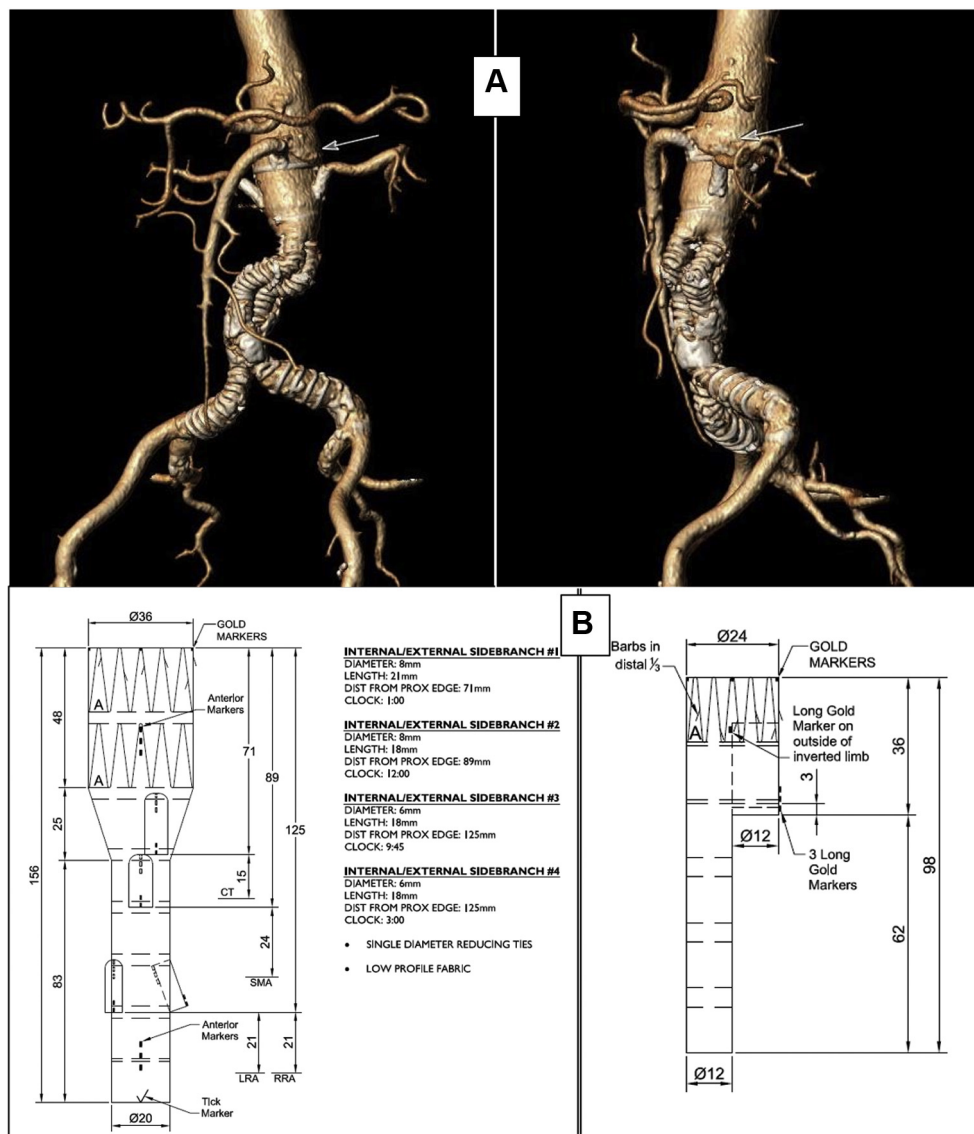 A
B
Ø36
GOLD
MARKERS
Anterior
Markers
48
A
A
25
71
89
125
156
15
CT
24
SMA
83
Anterior
Markers
21
21
LRA
RRA
Tick
Marker
Ø20
INTERNAL/EXTERNAL SIDEBRANCH #1
DIAMETER: 8mm
LENGTH: 21mm
DIST FROM PROX EDGE: 71mm
CLOCK: 1:00
INTERNAL/EXTERNAL SIDEBRANCH #2
DIAMETER: 8mm
LENGTH: 18mm
DIST FROM PROX EDGE: 89mm
CLOCK: 12:00
INTERNAL/EXTERNAL SIDEBRANCH #3
DIAMETER: 6mm
LENGTH: 18mm
DIST FROM PROX EDGE: 125mm
CLOCK: 9:45
INTERNAL/EXTERNAL SIDEBRANCH #4
DIAMETER: 6mm
LENGTH: 18mm
DIST FROM PROX EDGE: 125mm
CLOCK: 3:00
• SINGLE DIAMETER REDUCING TIES
• LOW PROFILE FABRIC
Ø24
Barbs in
distal ⅓
GOLD
MARKERS
A
Long Gold
Marker on
outside of
inverted limb
36
3
Ø12
3 Long
Gold
Markers
98
62
Ø12